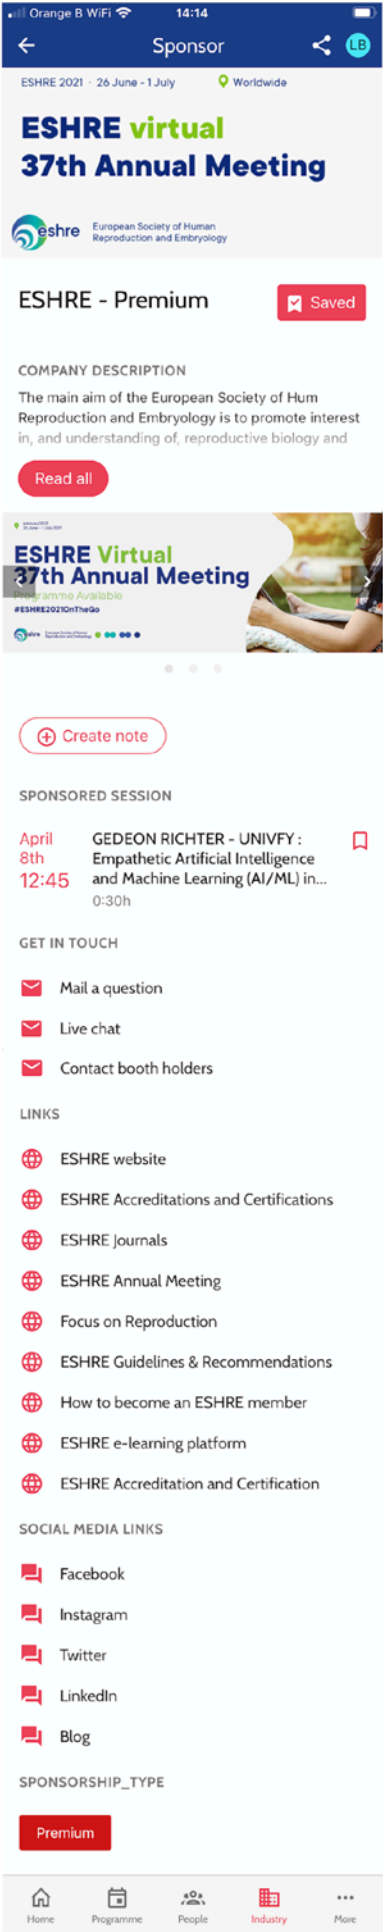 Orange B WiFi 14:14
Sponsor
LB
ESHRE 2021 · 26 June - 1 July Worldwide
ESHRE virtual
37th Annual Meeting
eshre European Society of Human
Reproduction and Embryology
ESHRE - Premium
Saved
COMPANY DESCRIPTION
The main aim of the European Society of Hum
Reproduction and Embryology is to promote interest
in, and understanding of, reproductive biology and
Read all
ESHRE Virtual
37th Annual Meeting
Programme Available
#ESHRE2021OnTheGo
eshre
Create note
SPONSORED SESSION
April
8th
12:45
GEDEON RICHTER - UNIVFY :
Empathetic Artificial Intelligence
and Machine Learning (AI/ML) in...
0:30h
GET IN TOUCH
Mail a question
Live chat
Contact booth holders
LINKS
ESHRE website
ESHRE Accreditations and Certifications
ESHRE Journals
ESHRE Annual Meeting
Focus on Reproduction
ESHRE Guidelines & Recommendations
How to become an ESHRE member
ESHRE e-learning platform
ESHRE Accreditation and Certification
SOCIAL MEDIA LINKS
Facebook
Instagram
Twitter
LinkedIn
Blog
SPONSORSHIP_TYPE
Premium
Home Programme People Industry More